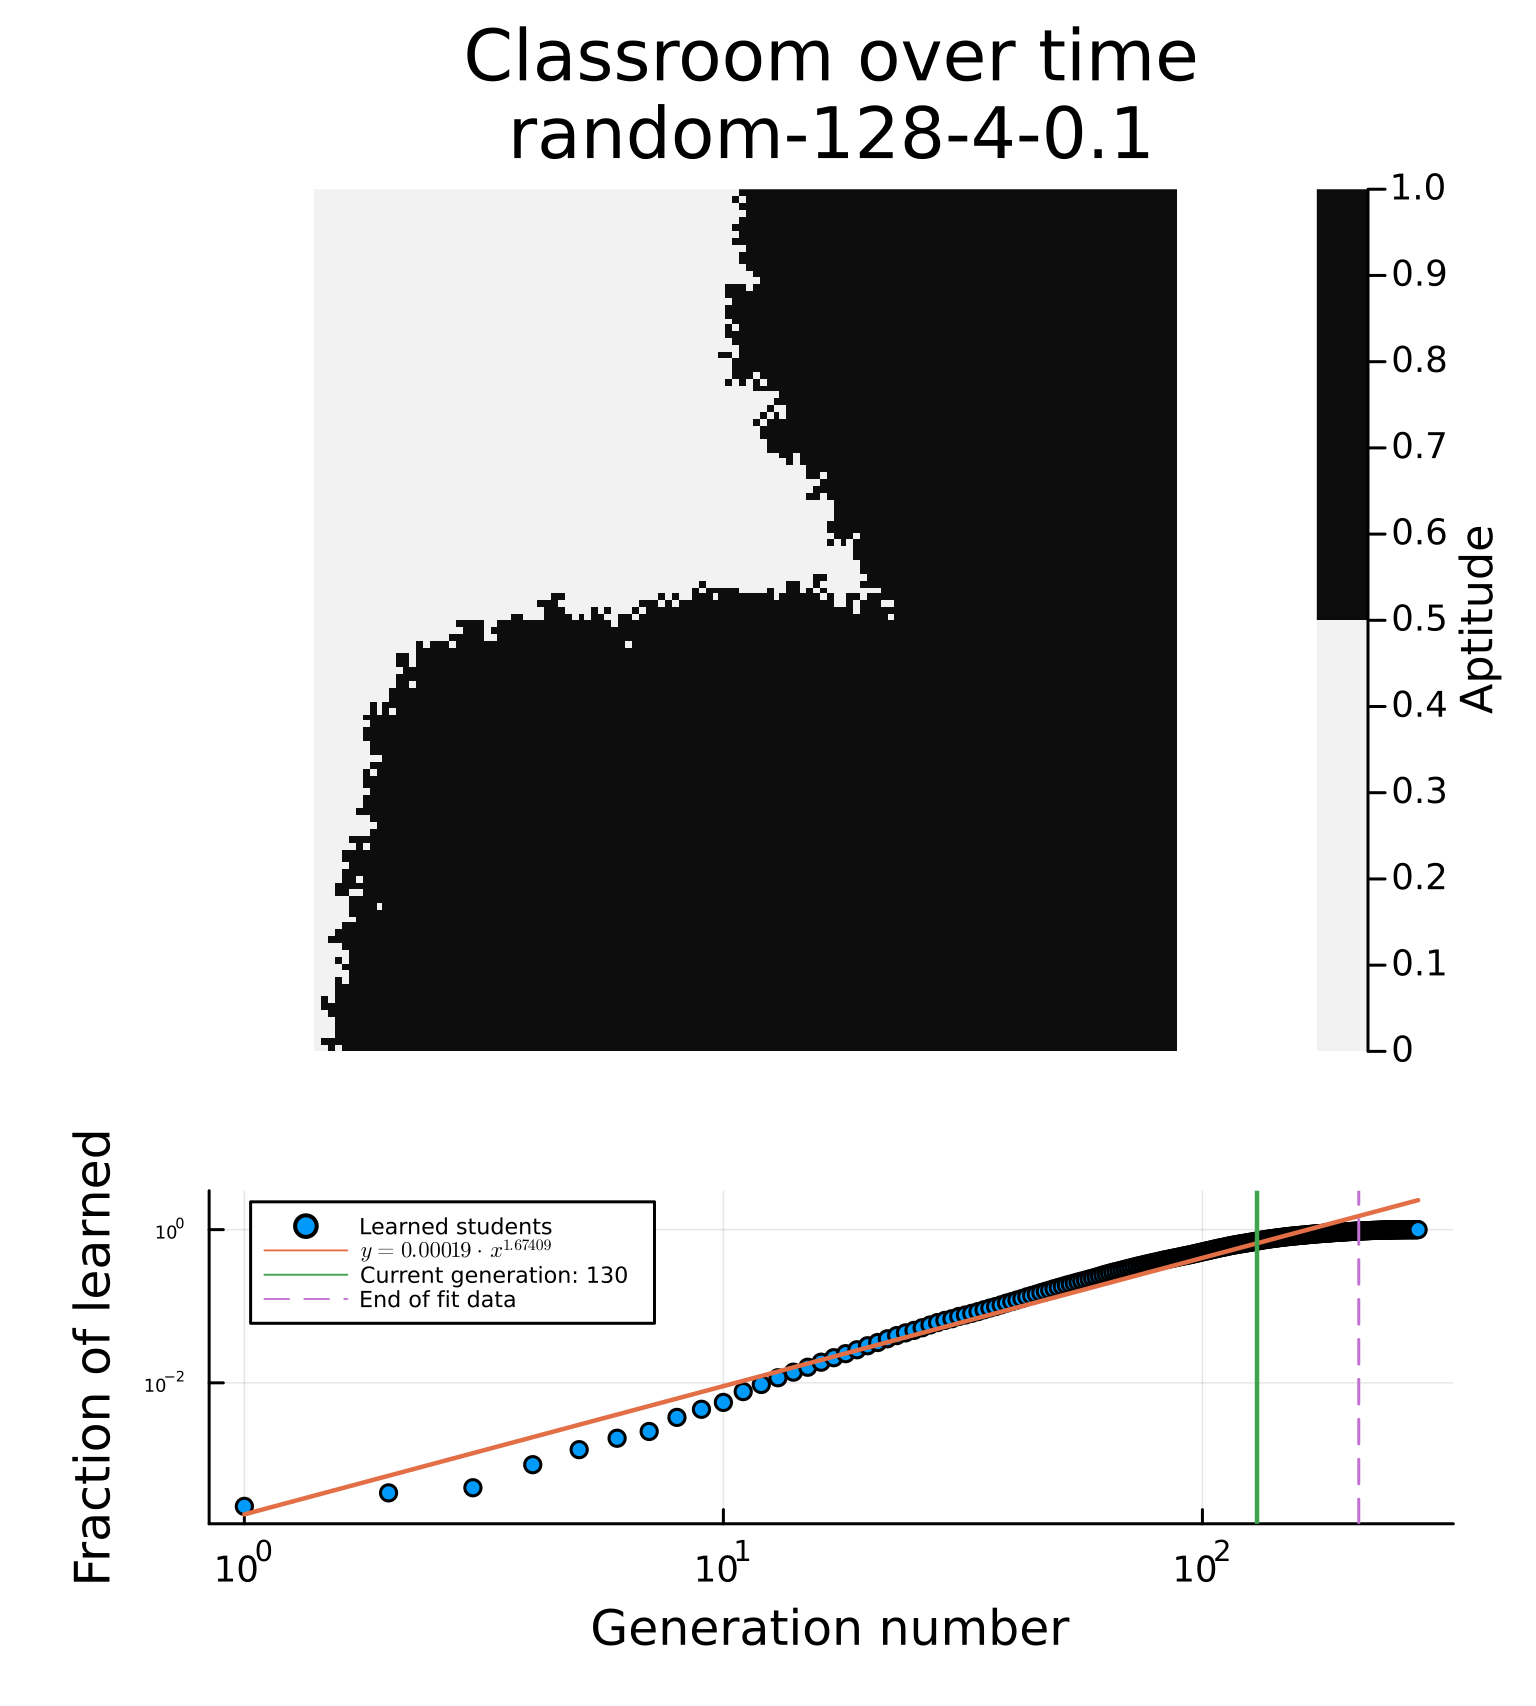 Classroom over time
random-128-4-0.1
1.0
0.9
0.8
0.7
0.6
0.5
0.4
0.3
0.2
0.1
0
Aptitude
Fraction of learned
10^0
10^-2
Learned students
y = 0.00019 · x^1.67409
Current generation: 130
End of fit data
10^0
10^1
10^2
Generation number